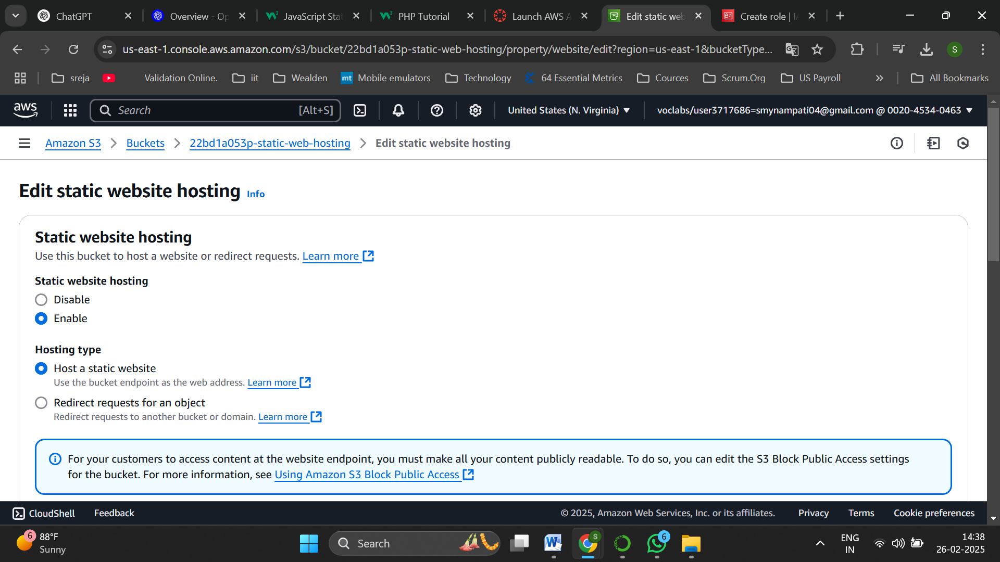 ChatGPT
Overview - Op
JavaScript Stat
PHP Tutorial
Launch AWS A
Edit static web
Create role | IA
us-east-1.console.aws.amazon.com/s3/bucket/22bd1a053p-static-web-hosting/property/website/edit?region=us-east-1&bucketType...
S
sreja
Validation Online.
iit
Wealden
mt Mobile emulators
Technology
64 Essential Metrics
Cources
Scrum.Org
US Payroll
All Bookmarks
aws
Search [Alt+S]
United States (N. Virginia)
voclabs/user3717686=smynampati04@gmail.com @ 0020-4534-0463
Amazon S3 > Buckets > 22bd1a053p-static-web-hosting > Edit static website hosting
Edit static website hosting Info
Static website hosting
Use this bucket to host a website or redirect requests. Learn more
Static website hosting
Disable
Enable
Hosting type
Host a static website
Use the bucket endpoint as the web address. Learn more
Redirect requests for an object
Redirect requests to another bucket or domain. Learn more
For your customers to access content at the website endpoint, you must make all your content publicly readable. To do so, you can edit the S3 Block Public Access settings
for the bucket. For more information, see Using Amazon S3 Block Public Access
CloudShell Feedback
© 2025, Amazon Web Services, Inc. or its affiliates. Privacy Terms Cookie preferences
6
88°F
Sunny
Search
W
S
6
ENG
IN
14:38
26-02-2025